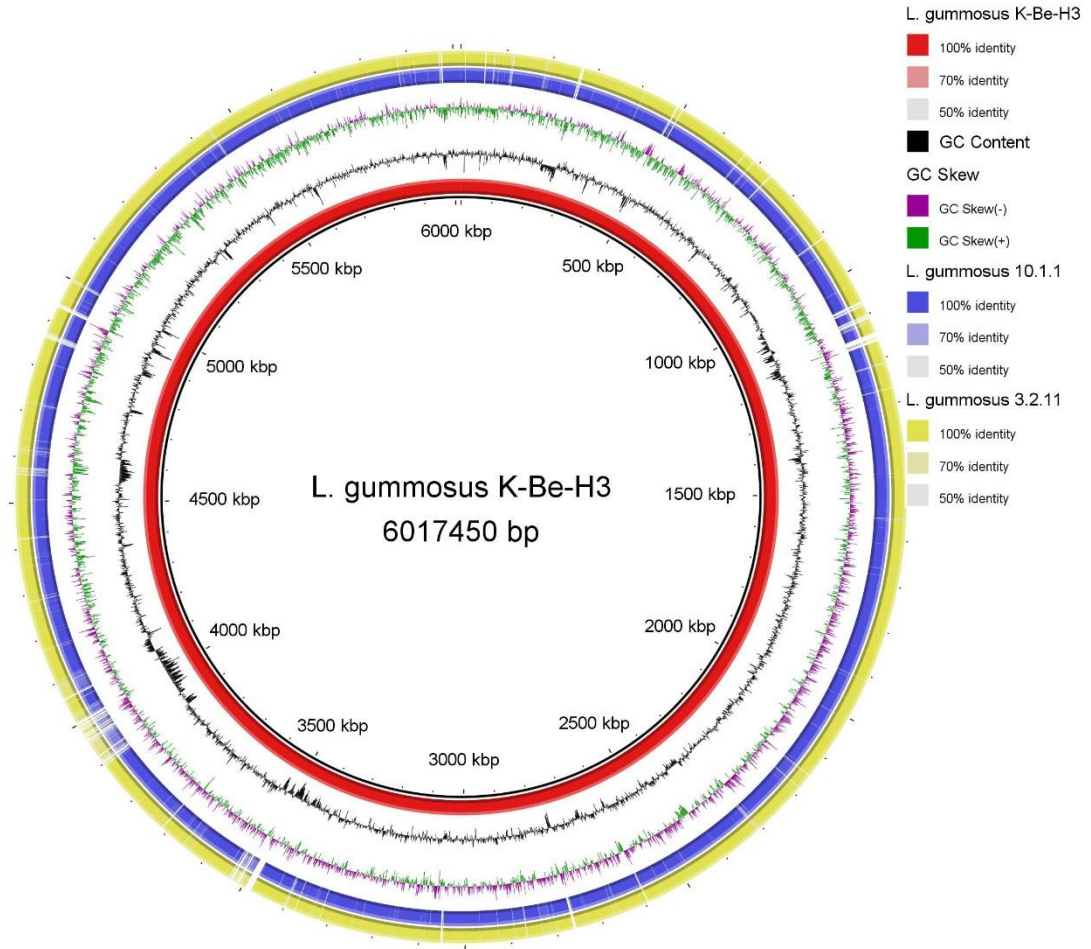 L. gummosus K-Be-H3
6017450 bp
6000 kbp
500 kbp
1000 kbp
1500 kbp
2000 kbp
2500 kbp
3000 kbp
3500 kbp
4000 kbp
4500 kbp
5000 kbp
5500 kbp
L. gummosus K-Be-H3
100% identity
70% identity
50% identity
GC Content
GC Skew
GC Skew(-)
GC Skew(+)
L. gummosus 10.1.1
100% identity
70% identity
50% identity
L. gummosus 3.2.11
100% identity
70% identity
50% identity